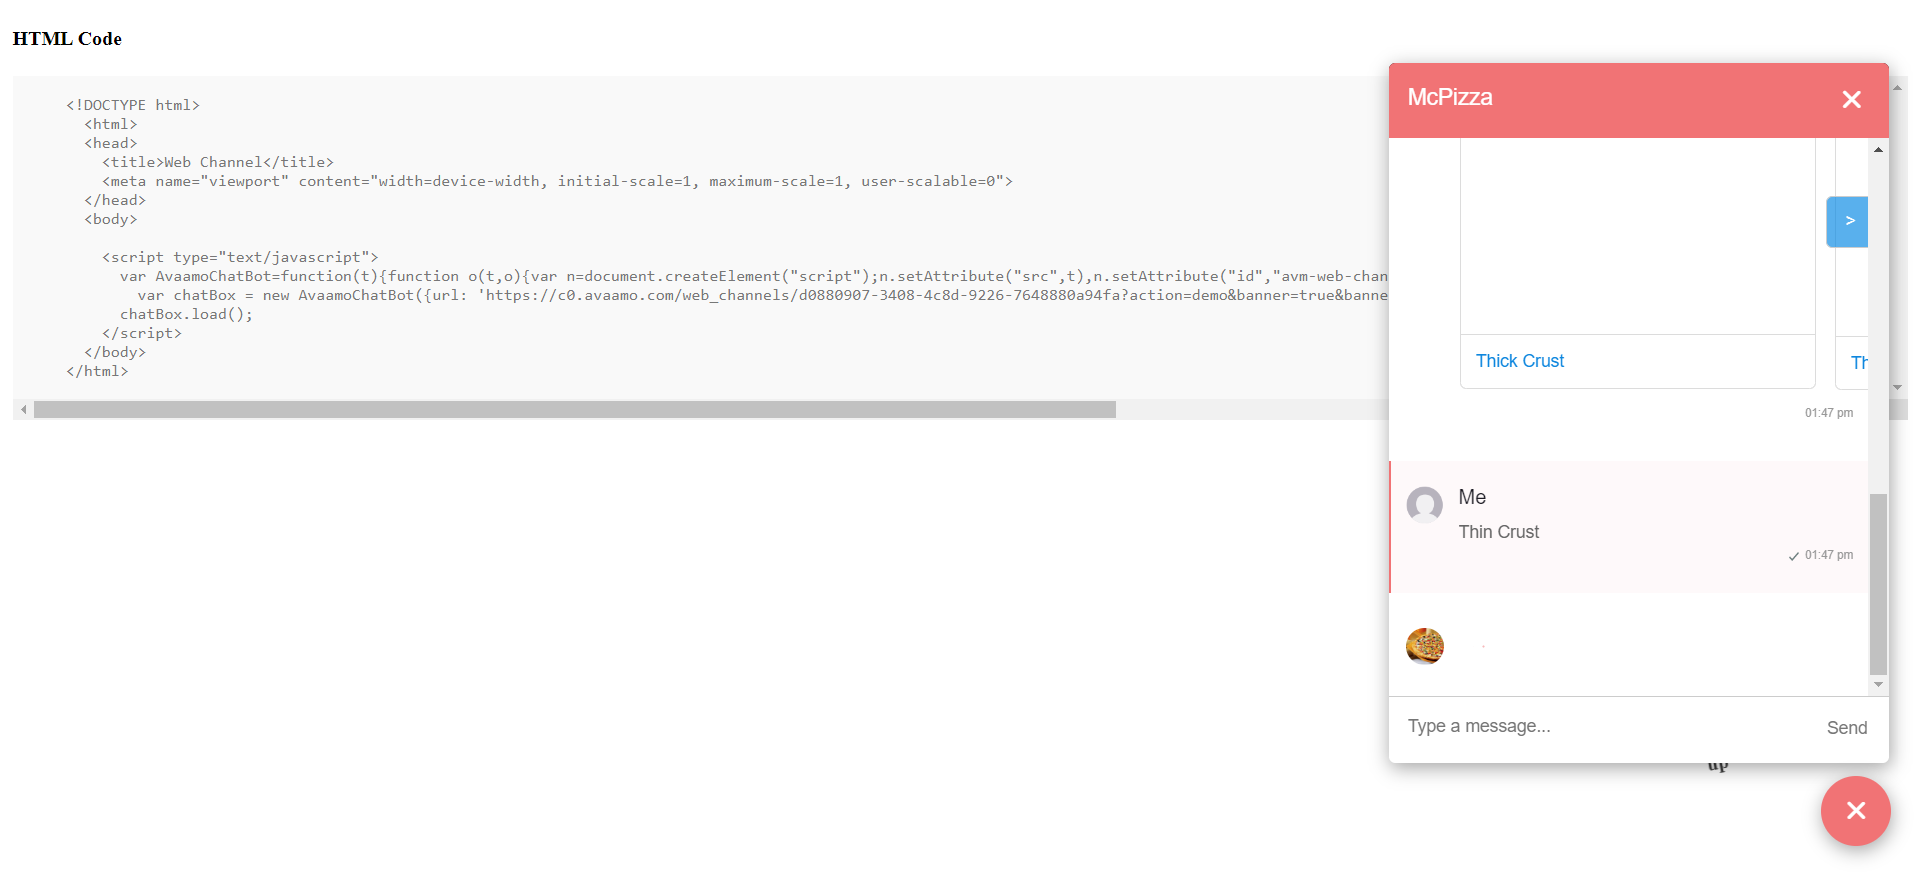 HTML Code
<!DOCTYPE html>
<html>
<head>
<title>Web Channel</title>
<meta name="viewport" content="width=device-width, initial-scale=1, maximum-scale=1, user-scalable=0">
</head>
<body>
<script type="text/javascript">
var AvaamoChatBot=function(t){function o(t,o){var n=document.createElement("script");n.setAttribute("src",t),n.setAttribute("id","avm-web-chan
var chatBox = new AvaamoChatBot({url: 'https://c0.avaamo.com/web_channels/d0880907-3408-4c8d-9226-7648880a94fa?action=demo&banner=true&banne
chatBox.load();
</script>
</body>
</html>
McPizza
>
Thick Crust
Th
01:47 pm
Me
Thin Crust
01:47 pm
Type a message...
Send
up